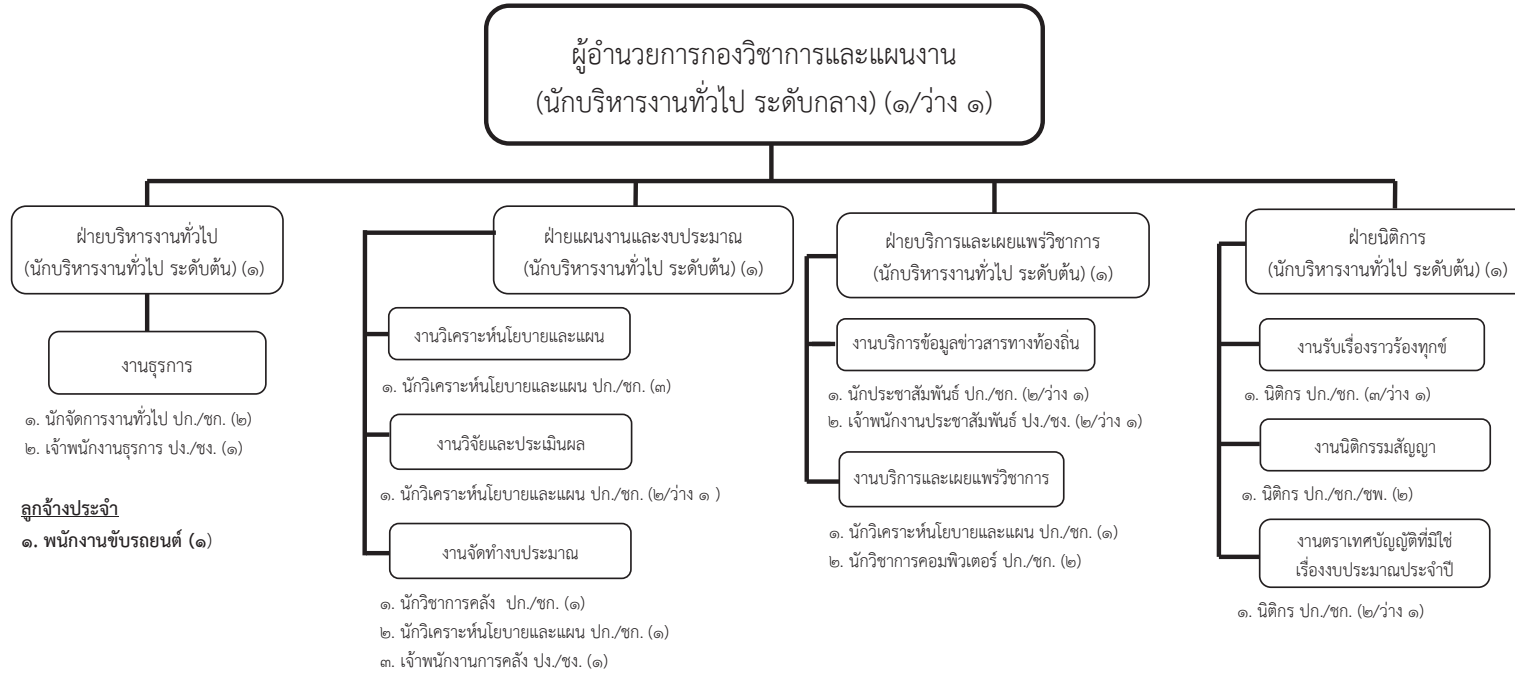 ผู้อำนวยการกองวิชาการและแผนงาน
(นักบริหารงานทั่วไป ระดับกลาง) (๑/ว่าง ๑)
ฝ่ายบริหารงานทั่วไป
(นักบริหารงานทั่วไป ระดับต้น) (๑)
งานธุรการ
๑. นักจัดการงานทั่วไป ปก./ชก. (๒)
๒. เจ้าพนักงานธุรการ ปง./ชง. (๑)
ลูกจ้างประจำ
๑. พนักงานขับรถยนต์ (๑)
ฝ่ายแผนงานและงบประมาณ
(นักบริหารงานทั่วไป ระดับต้น) (๑)
งานวิเคราะห์นโยบายและแผน
๑. นักวิเคราะห์นโยบายและแผน ปก./ชก. (๓)
งานวิจัยและประเมินผล
๑. นักวิเคราะห์นโยบายและแผน ปก./ชก. (๒/ว่าง ๑ )
งานจัดทำงบประมาณ
๑. นักวิชาการคลัง ปก./ชก. (๑)
๒. นักวิเคราะห์นโยบายและแผน ปก./ชก. (๑)
๓. เจ้าพนักงานการคลัง ปง./ชง. (๑)
ฝ่ายบริการและเผยแพร่วิชาการ
(นักบริหารงานทั่วไป ระดับต้น) (๑)
งานบริการข้อมูลข่าวสารทางท้องถิ่น
๑. นักประชาสัมพันธ์ ปก./ชก. (๒/ว่าง ๑)
๒. เจ้าพนักงานประชาสัมพันธ์ ปง./ชง. (๒/ว่าง ๑)
งานบริการและเผยแพร่วิชาการ
๑. นักวิเคราะห์นโยบายและแผน ปก./ชก. (๑)
๒. นักวิชาการคอมพิวเตอร์ ปก./ชก. (๒)
ฝ่ายนิติการ
(นักบริหารงานทั่วไป ระดับต้น) (๑)
งานรับเรื่องราวร้องทุกข์
๑. นิติกร ปก./ชก. (๓/ว่าง ๑)
งานนิติกรรมสัญญา
๑. นิติกร ปก./ชก./ชพ. (๒)
งานตราเทศบัญญัติที่มิใช่
เรื่องงบประมาณประจำปี
๑. นิติกร ปก./ชก. (๒/ว่าง ๑)